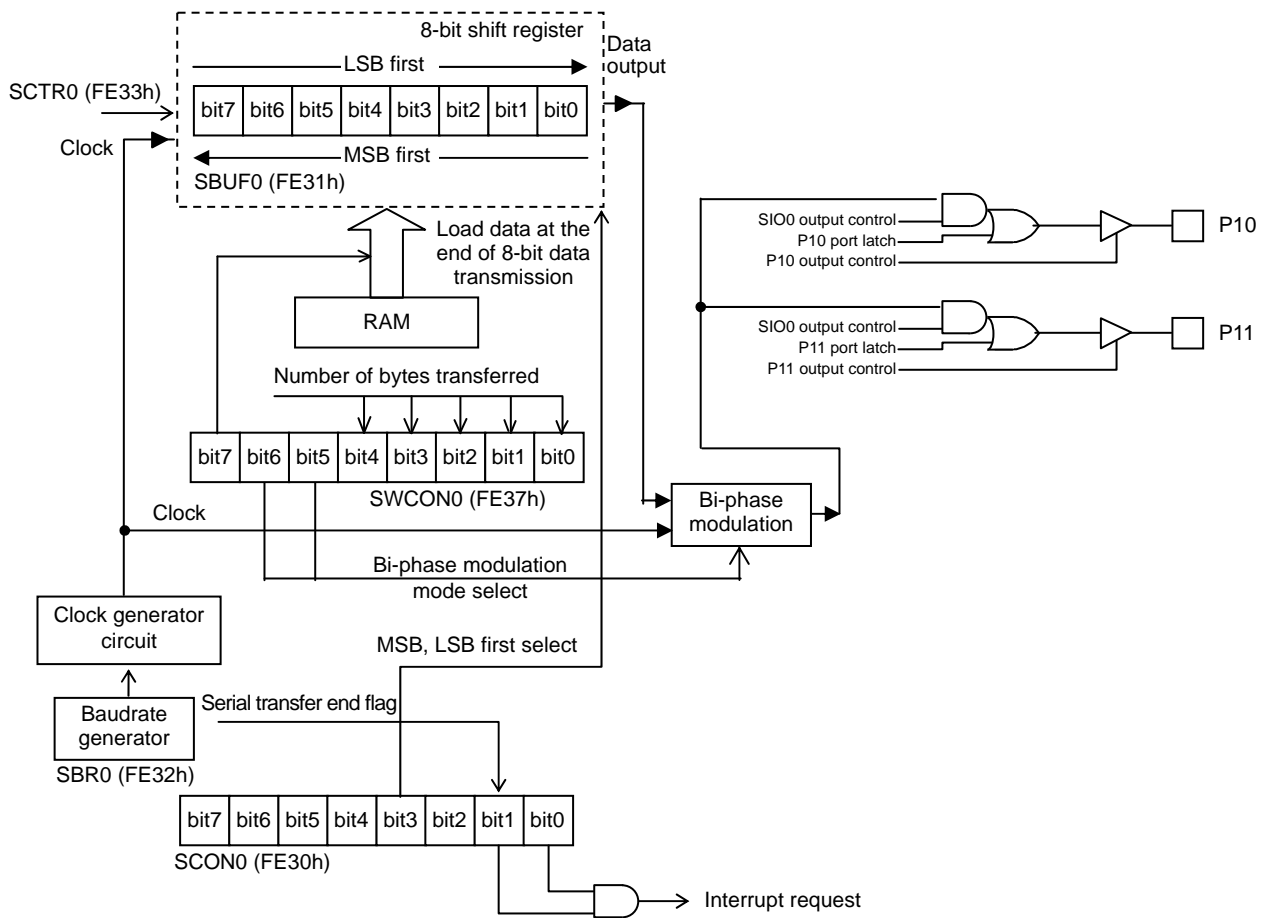 8-bit shift register
Data
output
LSB first
SCTR0 (FE33h)
bit7 bit6 bit5 bit4 bit3 bit2 bit1 bit0
Clock
MSB first
SBUF0 (FE31h)
Load data at the
end of 8-bit data
transmission
RAM
Number of bytes transferred
bit7 bit6 bit5 bit4 bit3 bit2 bit1 bit0
SWCON0 (FE37h)
Clock
Bi-phase
modulation
Bi-phase modulation
mode select
SIO0 output control
P10 port latch
P10 output control
P10
SIO0 output control
P11 port latch
P11 output control
P11
Clock generator
circuit
MSB, LSB first select
Serial transfer end flag
Baudrate
generator
SBR0 (FE32h)
bit7 bit6 bit5 bit4 bit3 bit2 bit1 bit0
SCON0 (FE30h)
Interrupt request